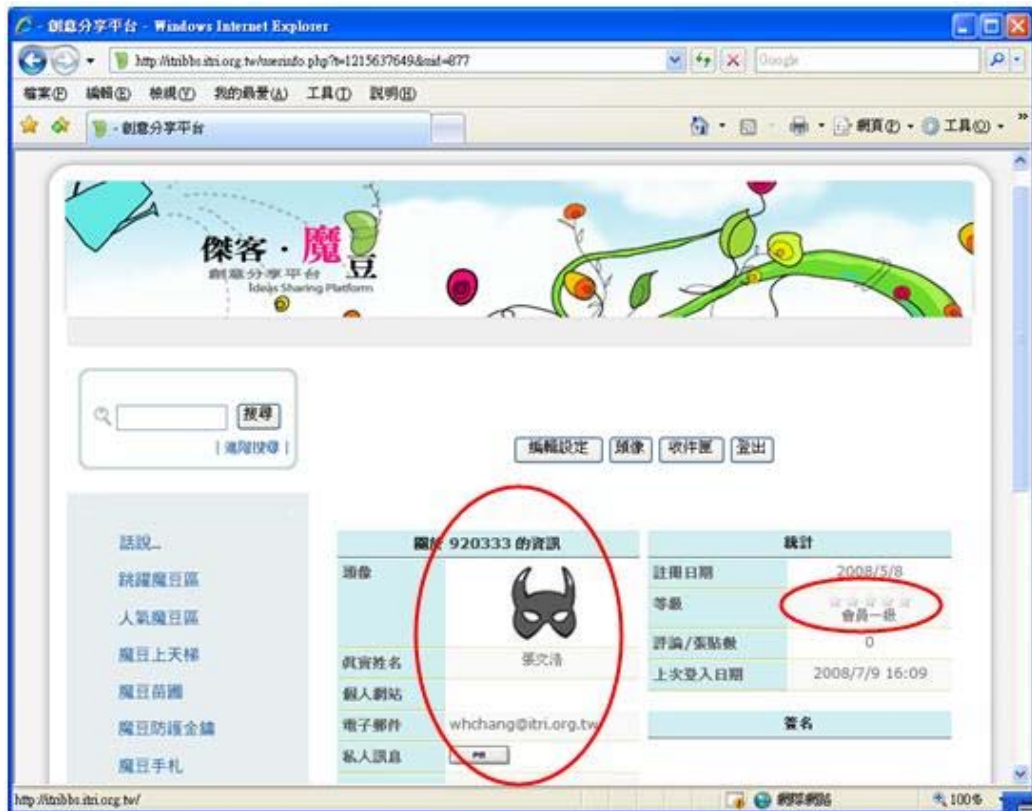 - 創意分享平台 - Windows Internet Explorer
http://itribbs.itri.org.tw/userinfo.php?t=1215637649&uid=877
Google
檔案(F) 編輯(E) 檢視(V) 我的最愛(A) 工具(T) 說明(H)
- 創意分享平台
網頁(P) 工具(O)
傑客·魔豆
創意分享平台
Ideas Sharing Platform
搜尋
| 進階搜尋 |
編輯設定 頭像 收件匣 登出
話說...
跳躍魔豆區
人氣魔豆區
魔豆上天梯
魔豆苗圃
魔豆防護金鏞
魔豆手札
關於 920333 的資訊
頭像
真實姓名 張文浩
個人網站
電子郵件 whchang@itri.org.tw
私人訊息 PM
統計
註冊日期 2008/5/8
等級 會員一級
評論/張貼數 0
上次登入日期 2008/7/9 16:09
簽名
http://itribbs.itri.org.tw/
網際網路
100%